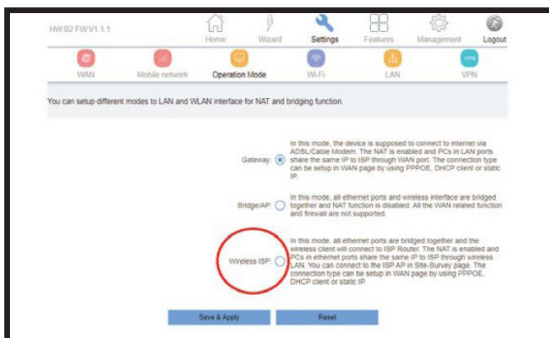 HW:B2 FW:V1.1.1
Home Wizard Settings Features Management Logout
WAN Mobile network Operation Mode Wi-Fi LAN VPN
You can setup different modes to LAN and WLAN interface for NAT and bridging function.
In this mode, the device is supposed to connect to internet via
ADSL/Cable Modem. The NAT is enabled and PCs in LAN ports
Gateway: share the same IP to ISP through WAN port. The connection type
can be setup in WAN page by using PPPOE, DHCP client or static
IP.
In this mode, all ethernet ports and wireless interface are bridged
Bridge/AP: together and NAT function is disabled. All the WAN related function
and firewall are not supported.
In this mode, all ethernet ports are bridged together and the
wireless client will connect to ISP Router. The NAT is enabled and
Wireless ISP: PCs in ethernet ports share the same IP to ISP through wireless
LAN. You can connect to the ISP AP in Site-Survey page. The
connection type can be setup in WAN page by using PPPOE,
DHCP client or static IP.
Save & Apply Reset